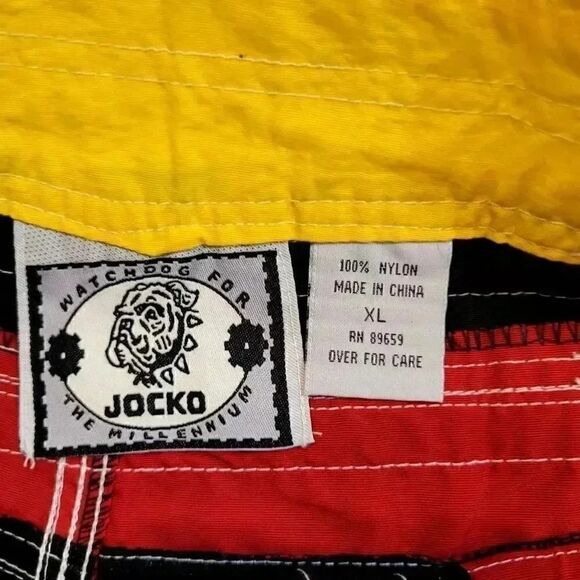 WATCHDOG FOR
JOCKO
THE MILLENNIUM
100% NYLON
MADE IN CHINA
XL
RN 89659
OVER FOR CARE